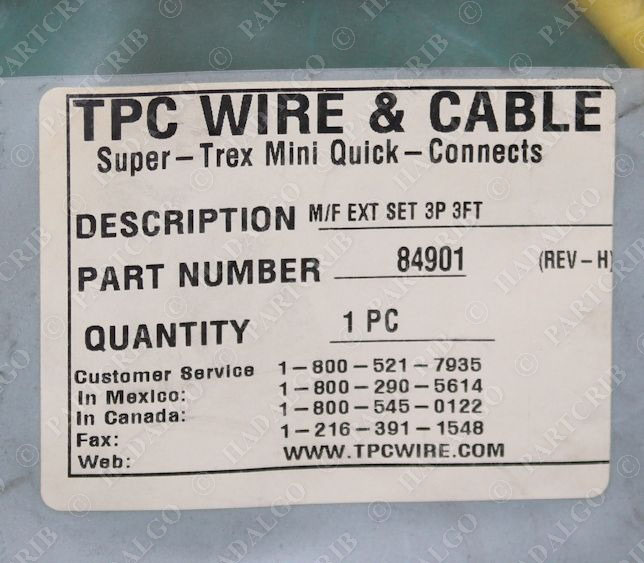 TPC WIRE & CABLE
Super-Trex Mini Quick-Connects
DESCRIPTION M/F EXT SET 3P 3FT
PART NUMBER 84901 (REV-H)
QUANTITY 1 PC
Customer Service 1-800-521-7935
In Mexico: 1-800-290-5614
In Canada: 1-800-545-0122
Fax: 1-216-391-1548
Web: WWW.TPCWIRE.COM
© PARTCRIB © HADALGO